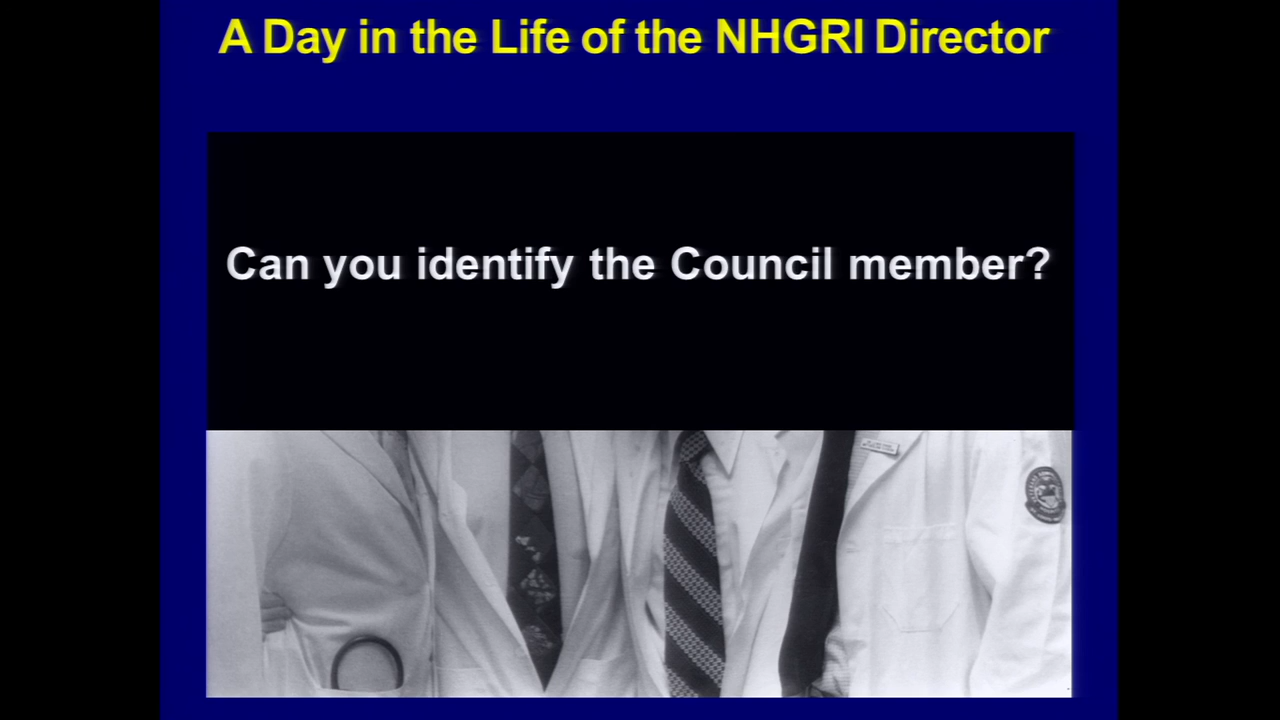 A Day in the Life of the NHGRI Director
Can you identify the Council member?